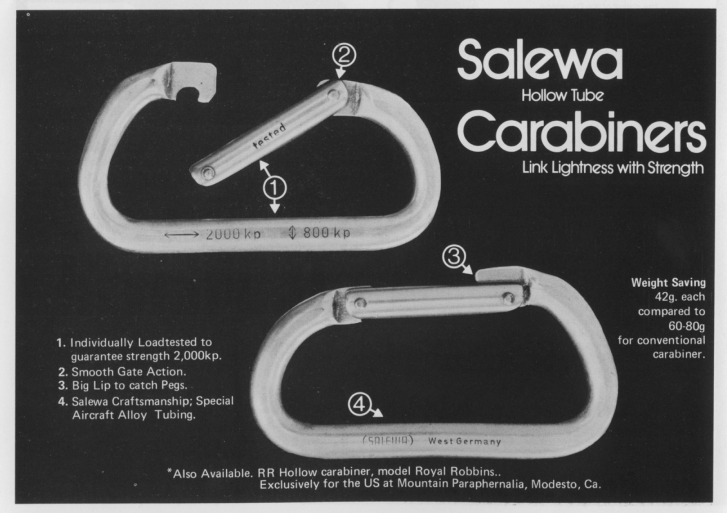 Salewa
Hollow Tube
Carabiners
Link Lightness with Strength
2
tested
1
2000 kp 800 kp
3
Weight Saving
42g. each
compared to
60-80g
for conventional
carabiner.
1. Individually Loadtested to
guarantee strength 2,000kp.
2. Smooth Gate Action.
3. Big Lip to catch Pegs.
4. Salewa Craftsmanship; Special
Aircraft Alloy Tubing.
4
(SALEWA) West Germany
*Also Available. RR Hollow carabiner, model Royal Robbins..
Exclusively for the US at Mountain Paraphernalia, Modesto, Ca.